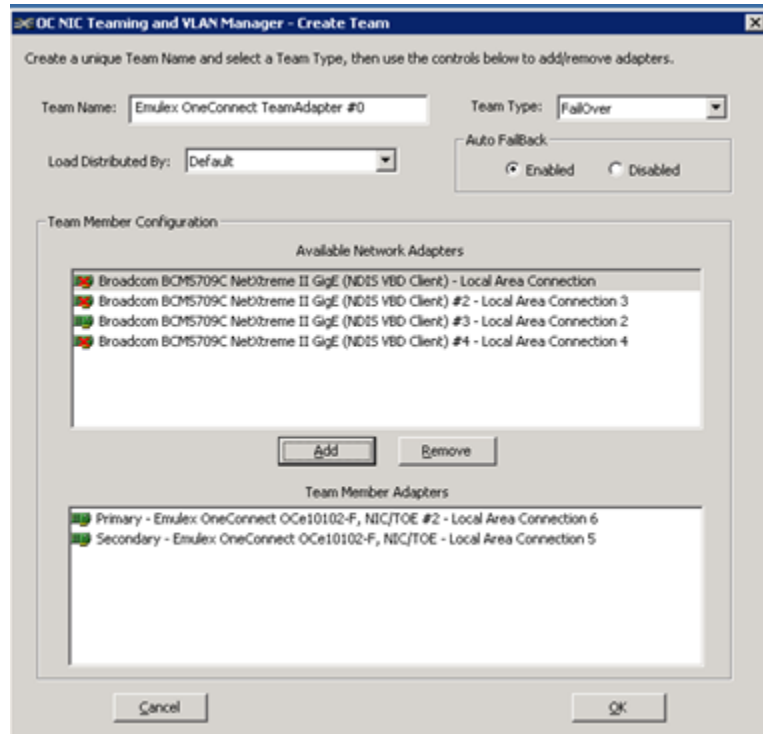 OC NIC Teaming and VLAN Manager - Create Team
Create a unique Team Name and select a Team Type, then use the controls below to add/remove adapters.
Team Name: Emulex OneConnect TeamAdapter #0
Team Type: FailOver
Load Distributed By: Default
Auto FailBack
Enabled Disabled
Team Member Configuration
Available Network Adapters
Broadcom BCM5709C NetXtreme II GigE (NDIS VBD Client) - Local Area Connection
Broadcom BCM5709C NetXtreme II GigE (NDIS VBD Client) #2 - Local Area Connection 3
Broadcom BCM5709C NetXtreme II GigE (NDIS VBD Client) #3 - Local Area Connection 2
Broadcom BCM5709C NetXtreme II GigE (NDIS VBD Client) #4 - Local Area Connection 4
Add Remove
Team Member Adapters
Primary - Emulex OneConnect OCe10102-F, NIC/TOE #2 - Local Area Connection 6
Secondary - Emulex OneConnect OCe10102-F, NIC/TOE - Local Area Connection 5
Cancel OK